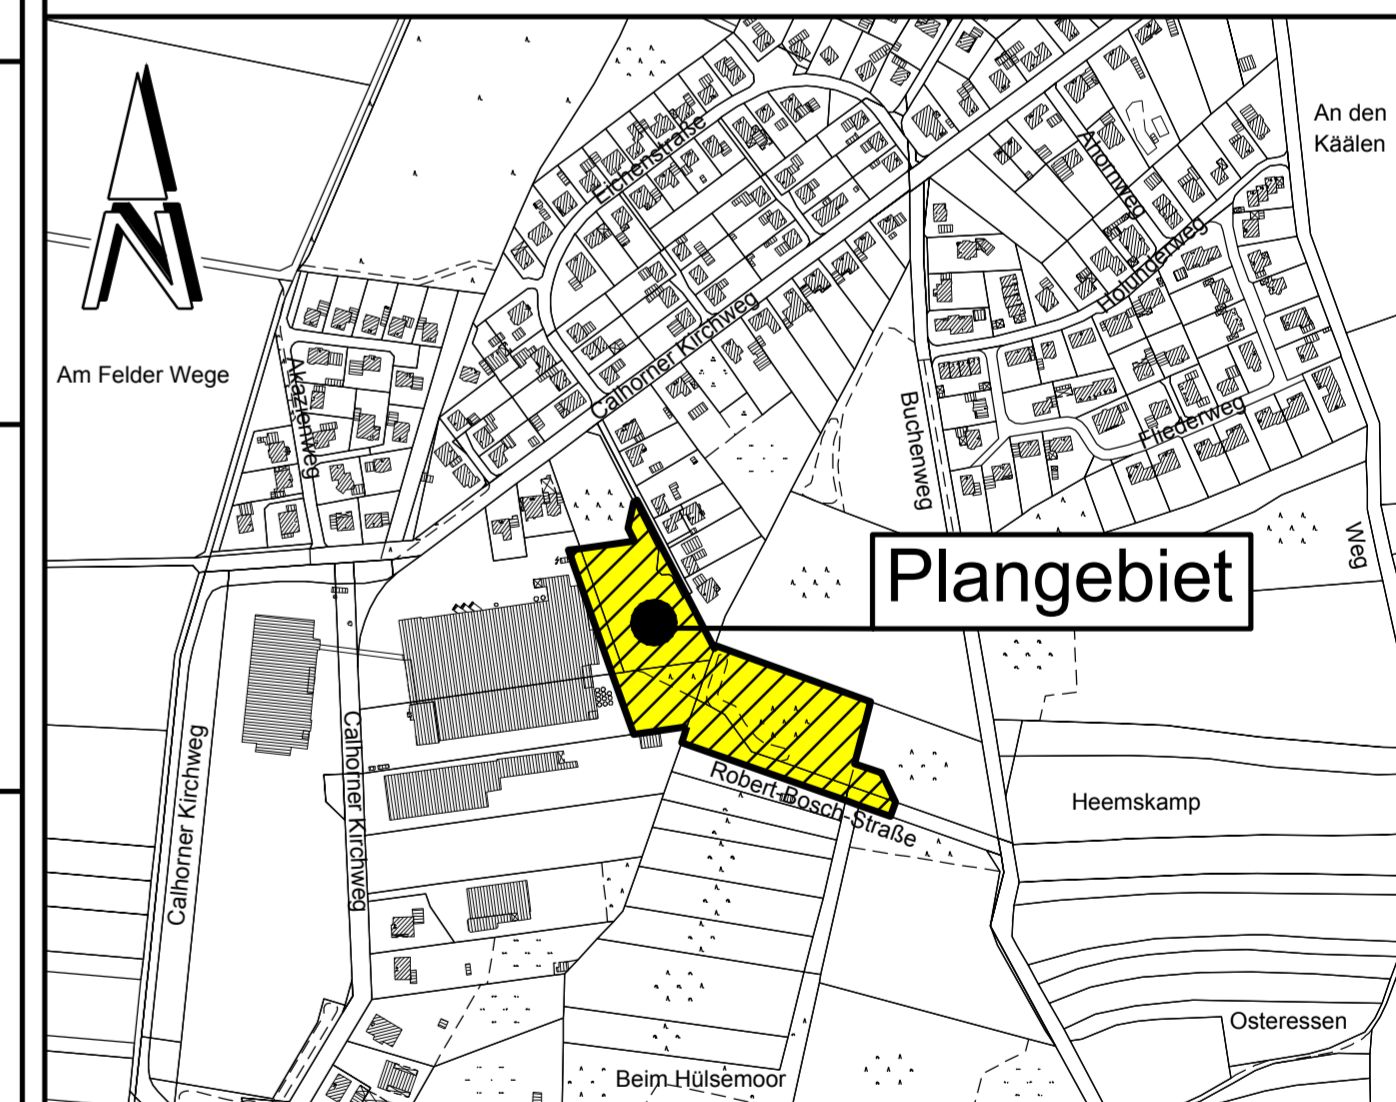 An den
Käälen
Eichenstraße
Ahornweg
Holunderweg
Am Felder Wege
Akazienweg
Calhorner Kirchweg
Buchenweg
Fliederweg
Weg
Plangebiet
Calhorner Kirchweg
Calhorner Kirchweg
Robert-Bosch-Straße
Heemskamp
Osteressen
Beim Hülsemoor
N